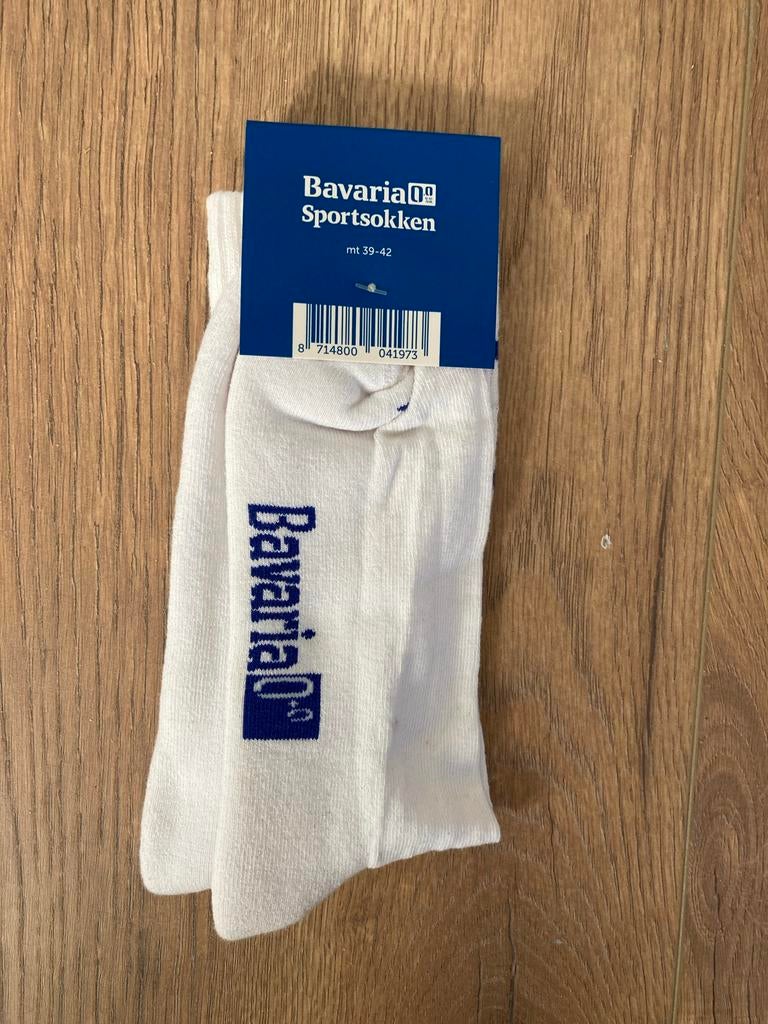 Bavaria 0.0
Sportsokken
mt 39-42
8 714800 041973
Bavaria 0.0